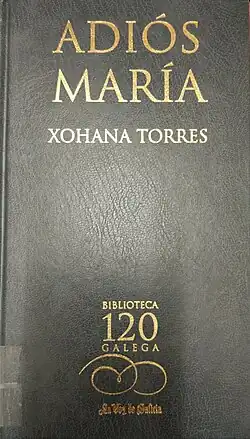 ADIÓS
MARÍA
XOHANA TORRES
BIBLIOTECA
120
GALEGA
La Voz de Galicia